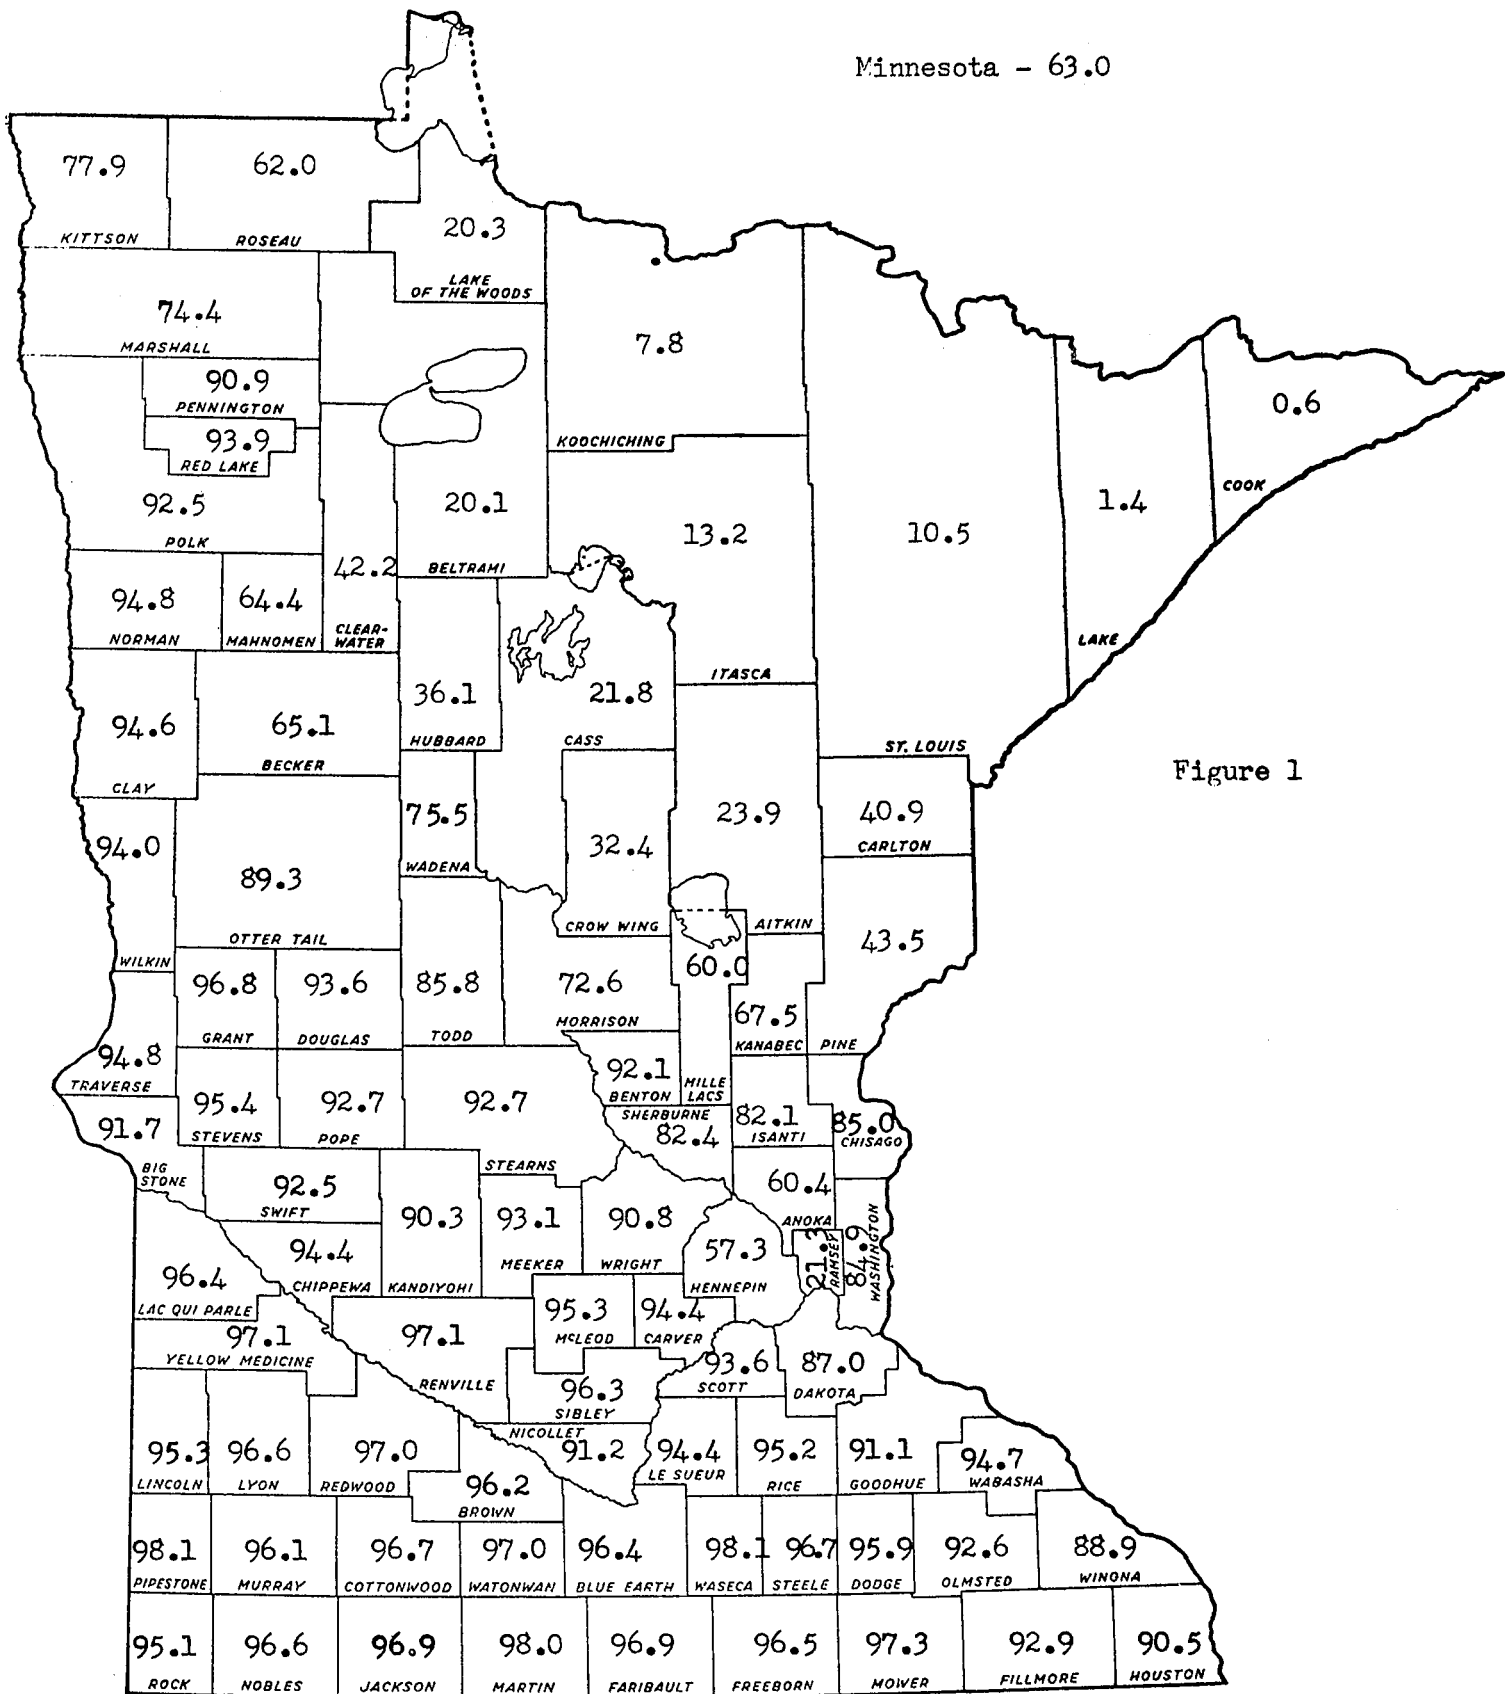 Minnesota - 63.0
77.9
KITTSON
62.0
ROSEAU
20.3
LAKE
OF THE WOODS
74.4
MARSHALL
7.8
KOOCHICHING
90.9
PENNINGTON
93.9
RED LAKE
0.6
COOK
92.5
POLK
20.1
BELTRAMI
1.4
LAKE
13.2
ITASCA
10.5
ST. LOUIS
42.2
CLEAR-
WATER
94.8
NORMAN
64.4
MAHNOMEN
36.1
HUBBARD
21.8
CASS
94.6
CLAY
65.1
BECKER
Figure 1
75.5
WADENA
32.4
CROW WING
23.9
AITKIN
40.9
CARLTON
94.0
WILKIN
89.3
OTTER TAIL
43.5
PINE
60.0
MILLE
LACS
96.8
GRANT
93.6
DOUGLAS
85.8
TODD
72.6
MORRISON
67.5
KANABEC
94.8
TRAVERSE
92.1
BENTON
95.4
STEVENS
92.7
POPE
92.7
STEARNS
SHERBURNE
82.4
82.1
ISANTI
85.0
CHISAGO
91.7
BIG
STONE
92.5
SWIFT
90.3
KANDIYOHI
93.1
MEEKER
90.8
WRIGHT
60.4
ANOKA
57.3
HENNEPIN
21.3
RAMSEY
84.9
WASHINGTON
94.4
CHIPPEWA
96.4
LAC QUI PARLE
97.1
YELLOW MEDICINE
97.1
RENVILLE
95.3
McLEOD
94.4
CARVER
93.6
SCOTT
87.0
DAKOTA
96.3
SIBLEY
NICOLLET
91.2
95.3
LINCOLN
96.6
LYON
97.0
REDWOOD
96.2
BROWN
94.4
LE SUEUR
95.2
RICE
91.1
GOODHUE
94.7
WABASHA
98.1
PIPESTONE
96.1
MURRAY
96.7
COTTONWOOD
97.0
WATONWAN
96.4
BLUE EARTH
98.1
WASECA
96.7
STEELE
95.9
DODGE
92.6
OLMSTED
88.9
WINONA
95.1
ROCK
96.6
NOBLES
96.9
JACKSON
98.0
MARTIN
96.9
FARIBAULT
96.5
FREEBORN
97.3
MOWER
92.9
FILLMORE
90.5
HOUSTON